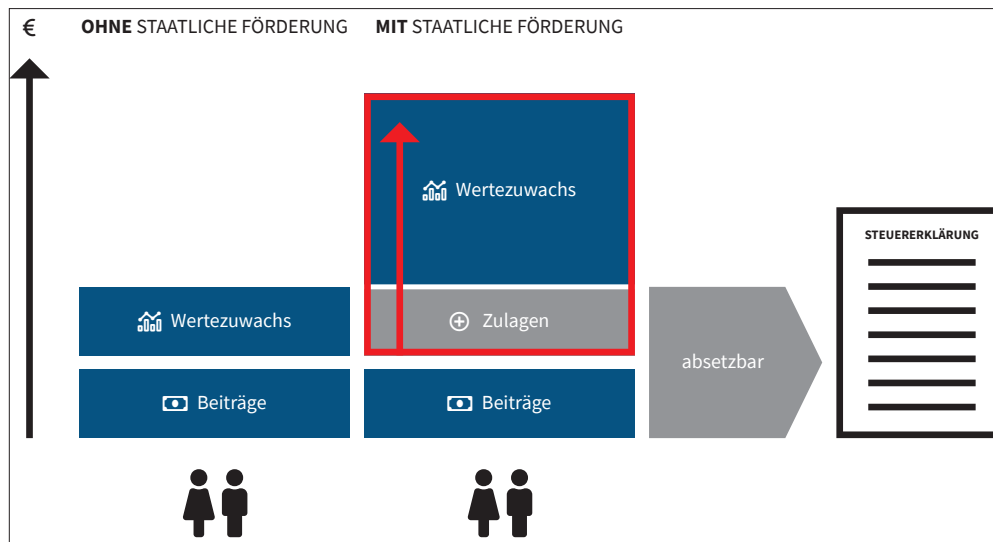 €
OHNE STAATLICHE FÖRDERUNG
MIT STAATLICHE FÖRDERUNG
Wertezuwachs
STEUERERKLÄRUNG
Wertezuwachs
Zulagen
absetzbar
Beiträge
Beiträge